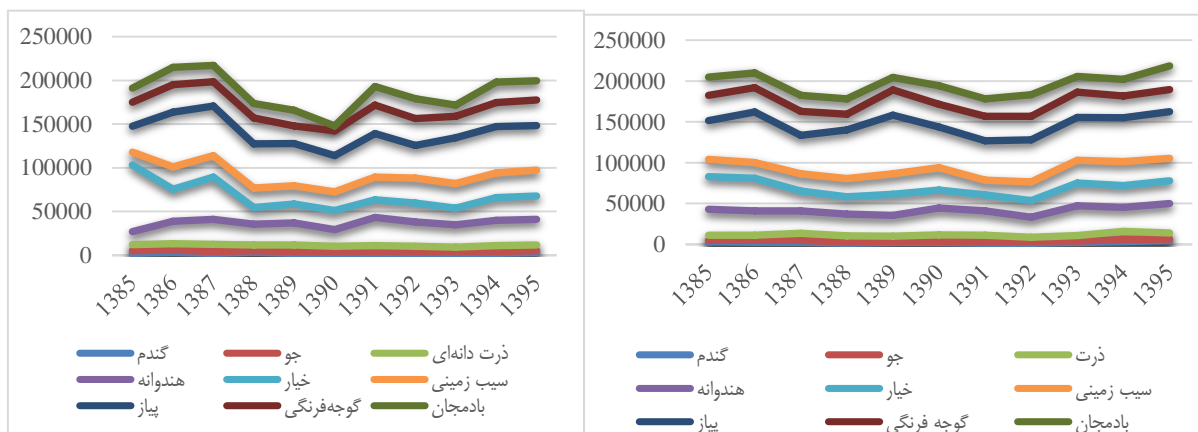 250000
200000
150000
100000
50000
0
1385 1386 1387 1388 1389 1390 1391 1392 1393 1394 1395
گندم جو ذرت دانه‌ای
هندوانه خیار سیب زمینی
پیاز گوجه‌فرنگی بادمجان
250000
200000
150000
100000
50000
0
1385 1386 1387 1388 1389 1390 1391 1392 1393 1394 1395
گندم جو ذرت
هندوانه خیار سیب زمینی
پیاز گوجه فرنگی بادمجان